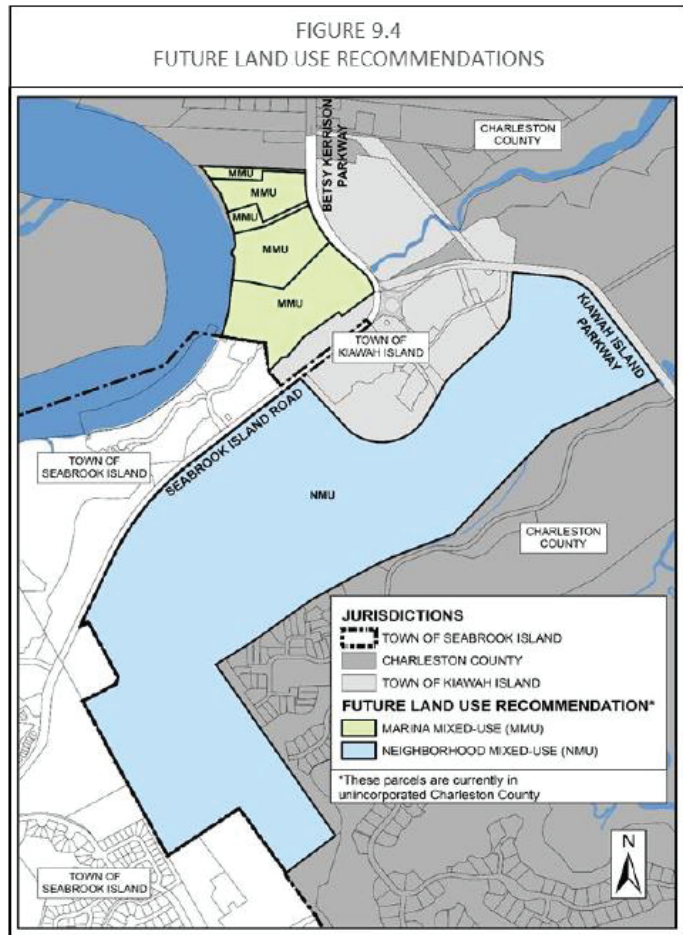 FIGURE 9.4
FUTURE LAND USE RECOMMENDATIONS
BETSY KERRISON
PARKWAY
CHARLESTON
COUNTY
MMU
MMU
MMU
MMU
MMU
KIAWAH ISLAND
PARKWAY
TOWN OF
KIAWAH ISLAND
SEABROOK ISLAND ROAD
TOWN OF
SEABROOK ISLAND
NMU
CHARLESTON
COUNTY
JURISDICTIONS
TOWN OF SEABROOK ISLAND
CHARLESTON COUNTY
TOWN OF KIAWAH ISLAND
FUTURE LAND USE RECOMMENDATION*
MARINA MIXED-USE (MMU)
NEIGHBORHOOD MIXED-USE (NMU)
*These parcels are currently in
unincorporated Charleston County
TOWN OF
SEABROOK ISLAND
N